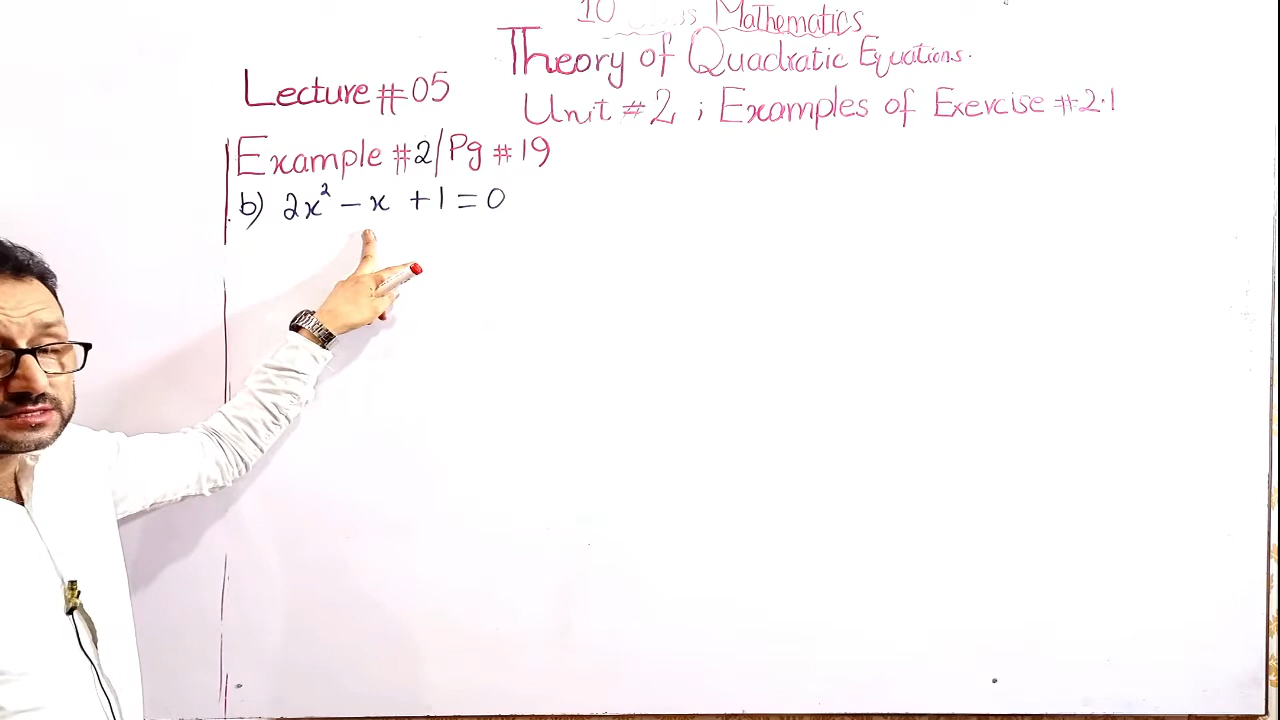 10 Class Mathematics
Theory of Quadratic Equations.
Lecture #05
Unit #2 ; Examples of Exercise #2.1
Example #2/Pg #19
b) 2x² - x + 1 = 0